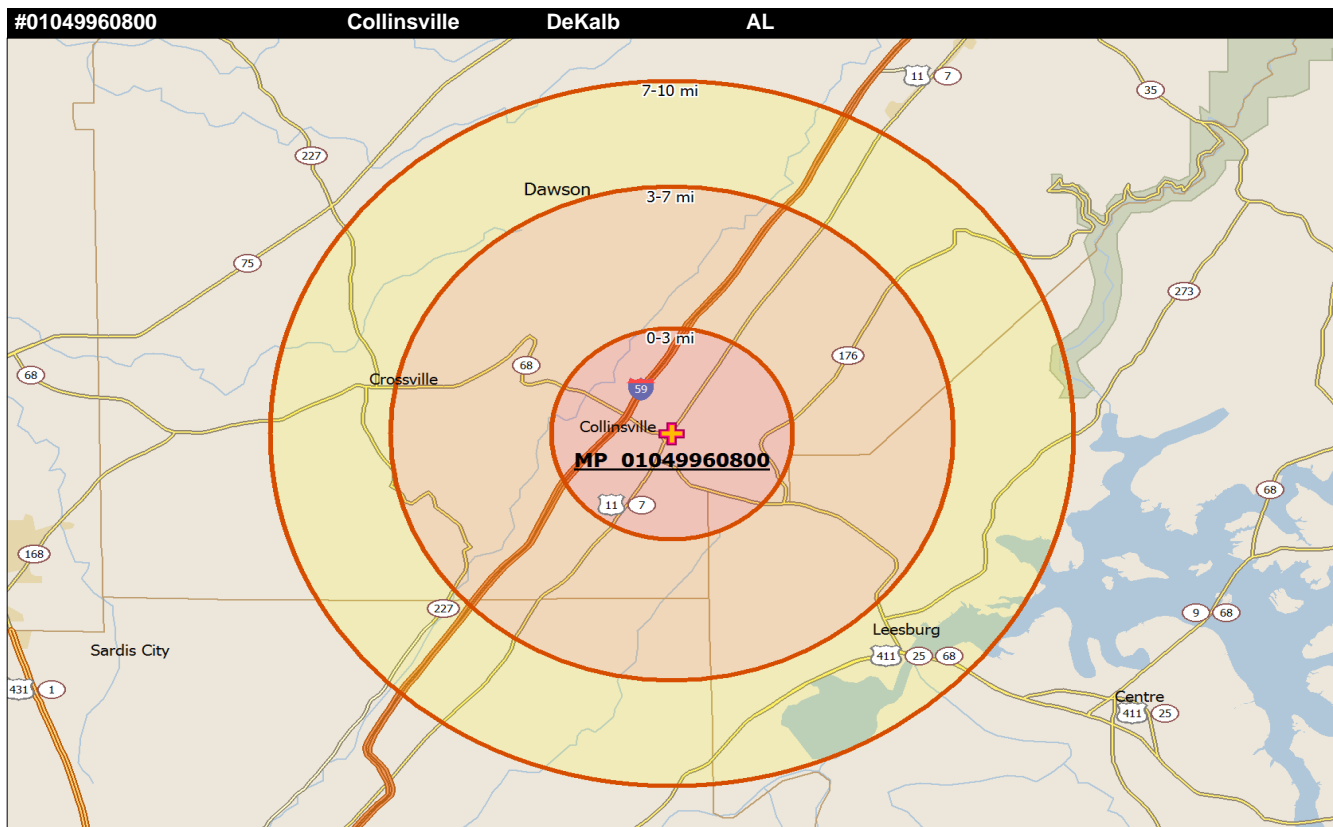 #01049960800 Collinsville DeKalb AL
7-10 mi
11 7
35
227
Dawson
3-7 mi
75
273
0-3 mi
68
68
176
Crossville
59
Collinsville
MP 01049960800
68
11 7
168
227
9 68
Leesburg
Sardis City
411 25 68
431 1
Centre
411 25